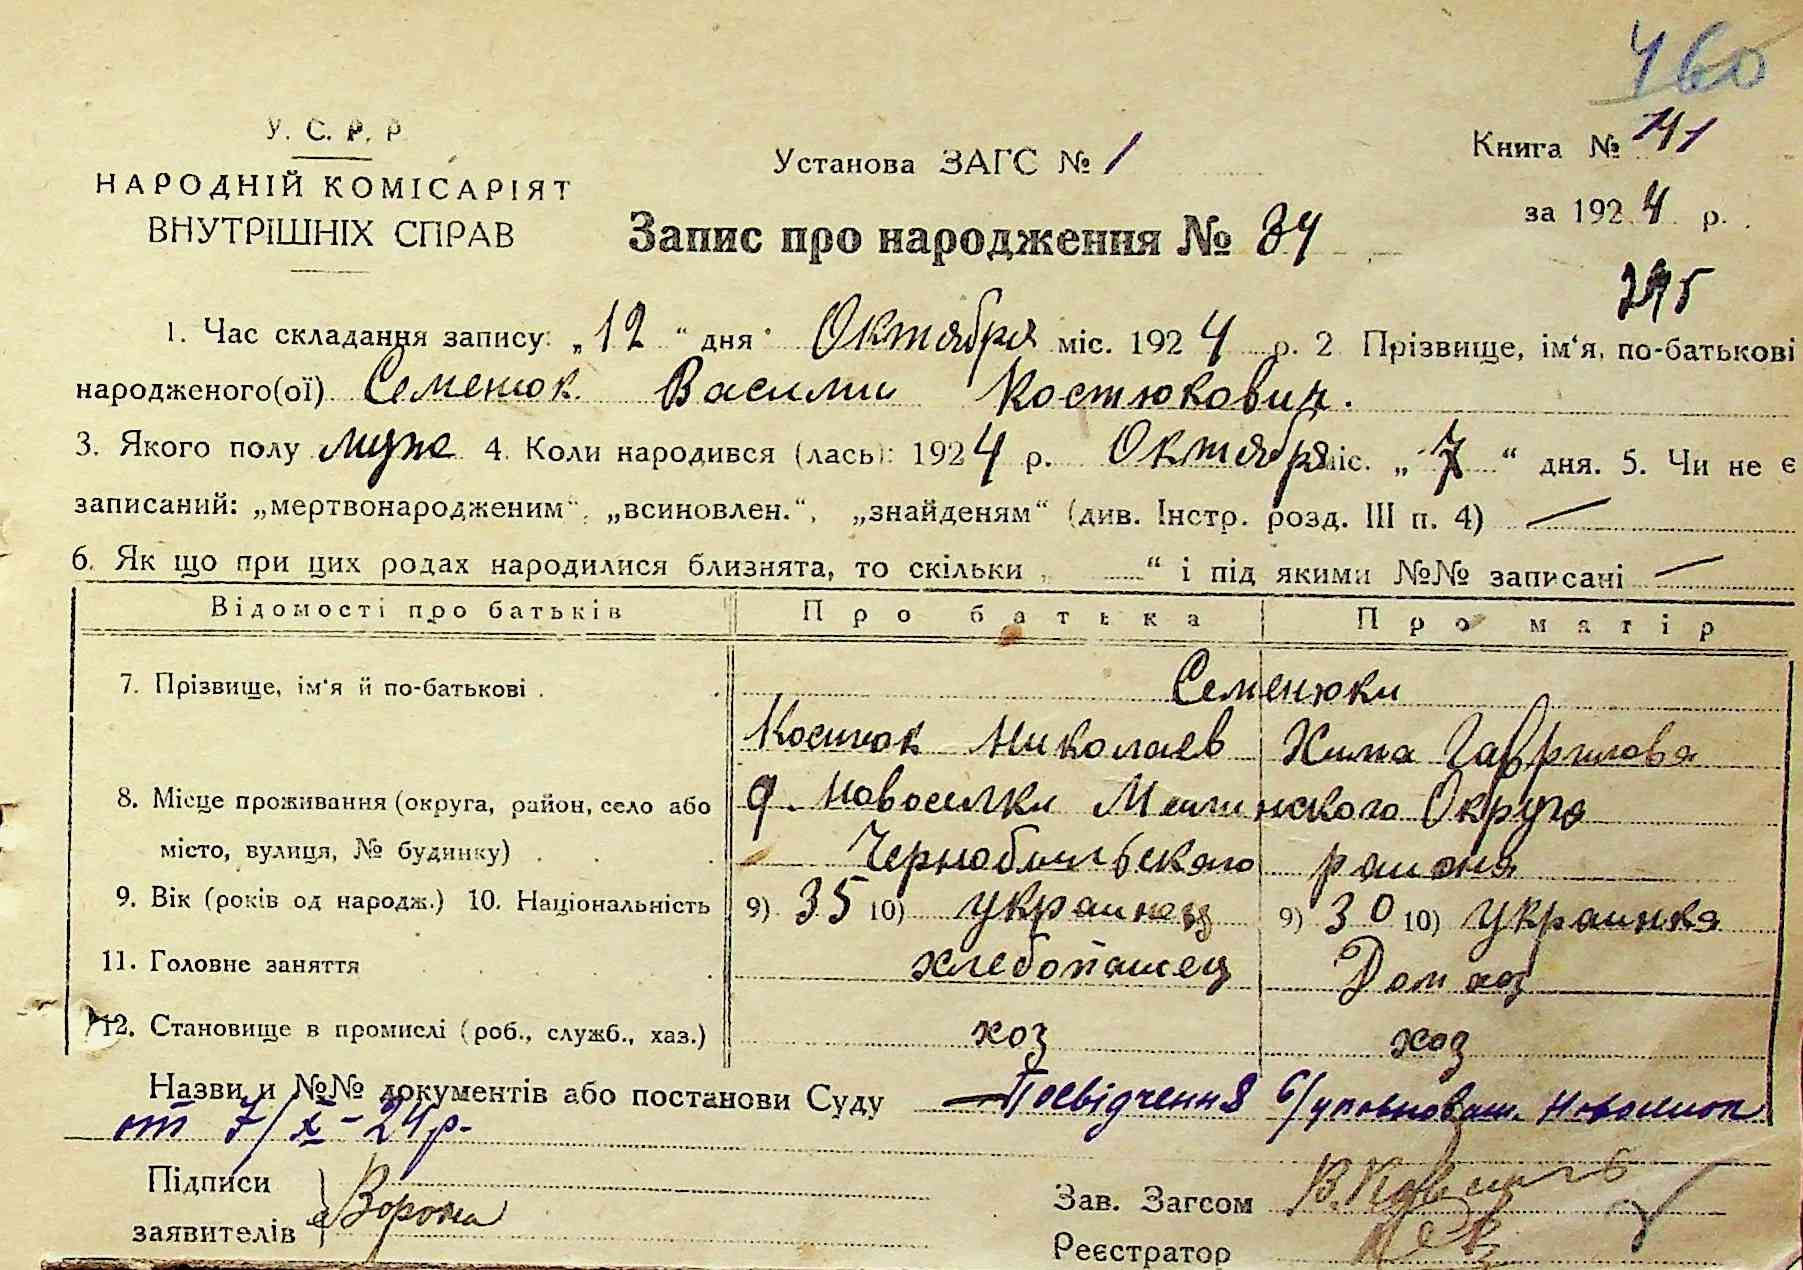 460
У. С. Р. Р.
НАРОДНІЙ КОМІСАРІЯТ
ВНУТРІШНІХ СПРАВ
Установа ЗАГС № 1
Книга №
за 1924 р.
Запис про народження № 84
295
1. Час складання запису: „12“ дня Октября міс. 1924 р. 2 Прізвище, ім‘я, по-батькові
народженого(ої) Семенюк Васили Костюкович.
3. Якого полу муж 4. Коли народився (лась): 1924 р. Октября міс. „7“ дня. 5. Чи не є
записаний: „мертвонародженим“, „всиновлен.“, „знайденям“ (див. Інстр. розд. III п. 4) —
6. Як що при цих родах народилися близнята, то скільки „ “ і під якими №№ записані —
Відомості про батьків Про батька Про матір
7. Прізвище, ім‘я й по-батькові . . Семенюки
Костюк Николаев Хима Гаврилова
8. Місце проживання (округа, район, село або д. Новоселки Округа
місто, вулиця, № будинку) . . Чернобыльского района
9. Вік (років од народж.) 10. Національність 9) 35 10) украинец 9) 30 10) украинка
11. Головне заняття . . . хлебопашец Дом хоз
12. Становище в промислі (роб., служб., хаз.) хоз хоз
Назви и №№ документів або постанови Суду — Посвідчення с/уповноваж.
от 7/X – 24 р.
Підписи
заявителів } Ворона
Зав. Загсом
Реєстратор